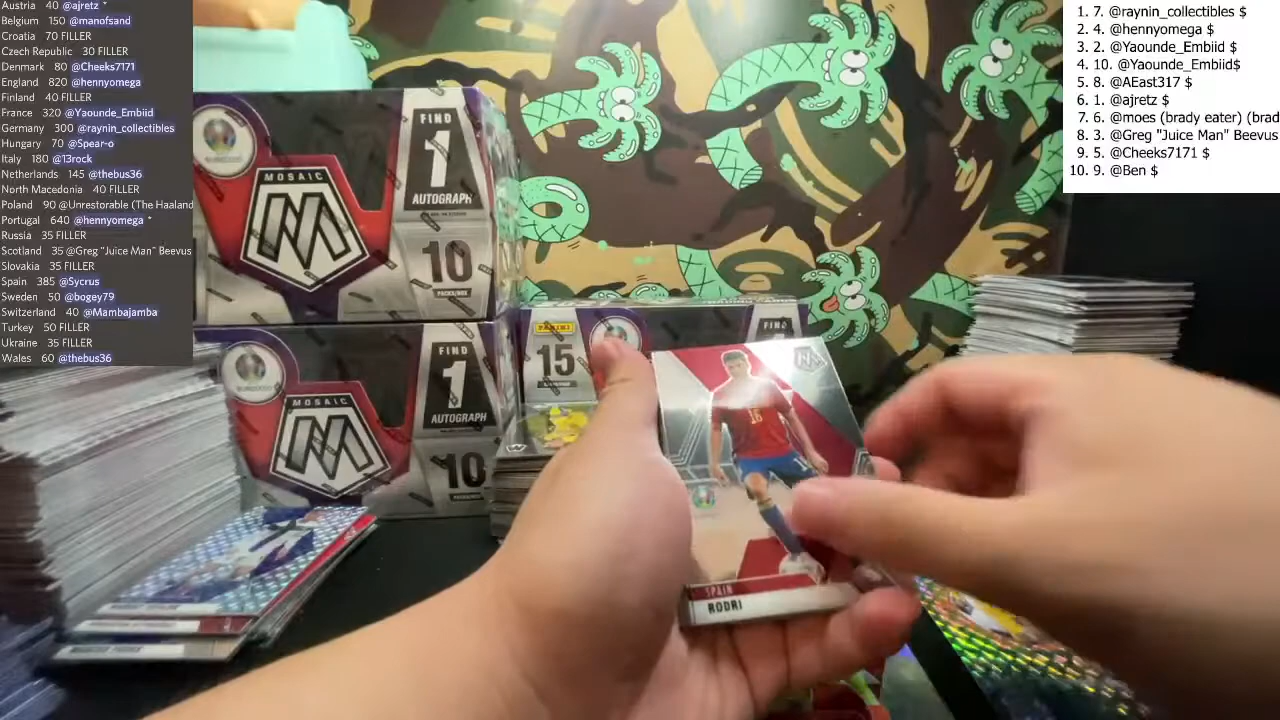 Austria 40 @ajretz *
Belgium 150 @manofsand
Croatia 70 FILLER
Czech Republic 30 FILLER
Denmark 80 @Cheeks7171
England 820 @hennyomega
Finland 40 FILLER
France 320 @Yaounde_Embiid
Germany 300 @raynin_collectibles
Hungary 70 @Spear-o
Italy 180 @13rock
Netherlands 145 @thebus36
North Macedonia 40 FILLER
Poland 90 @Unrestorable (The Haaland
Portugal 640 @hennyomega *
Russia 35 FILLER
Scotland 35 @Greg "Juice Man" Beevus
Slovakia 35 FILLER
Spain 385 @Sycrus
Sweden 50 @bogey79
Switzerland 40 @Mambajamba
Turkey 50 FILLER
Ukraine 35 FILLER
Wales 60 @thebus36
1. 7. @raynin_collectibles $
2. 4. @hennyomega $
3. 2. @Yaounde_Embiid $
4. 10. @Yaounde_Embiid$
5. 8. @AEast317 $
6. 1. @ajretz $
7. 6. @moes (brady eater) (brad
8. 3. @Greg "Juice Man" Beevus
9. 5. @Cheeks7171 $
10. 9. @Ben $
MOSAIC
FIND
1
AUTOGRAPH
10
PACKS/BOX
MOSAIC
FIND
1
AUTOGRAPH
10
PANINI
15
FIND
16
SPAIN
RODRI